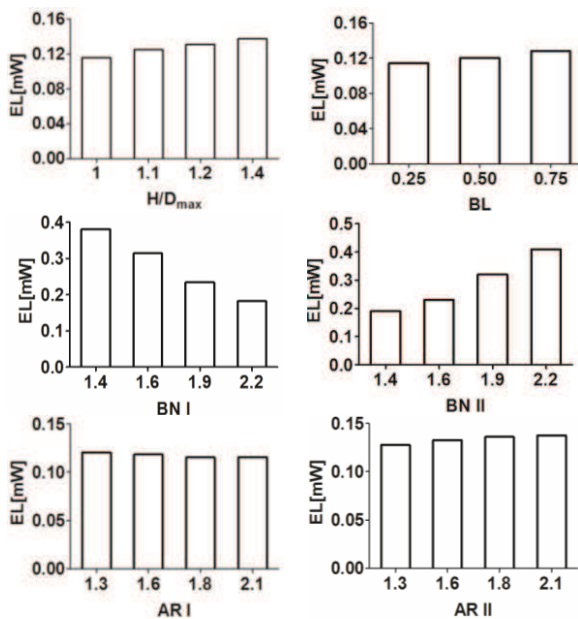 EL[mW]
0.16
0.12
0.08
0.04
0.00
1 1.1 1.2 1.4
H/Dmax
EL[mW]
0.16
0.12
0.08
0.04
0.00
0.25 0.50 0.75
BL
EL[mW]
0.4
0.3
0.2
0.1
0.0
1.4 1.6 1.9 2.2
BN I
EL[mW]
0.5
0.4
0.3
0.2
0.1
0.0
1.4 1.6 1.9 2.2
BN II
EL[mW]
0.15
0.10
0.05
0.00
1.3 1.6 1.8 2.1
AR I
EL[mW]
0.15
0.10
0.05
0.00
1.3 1.6 1.8 2.1
AR II